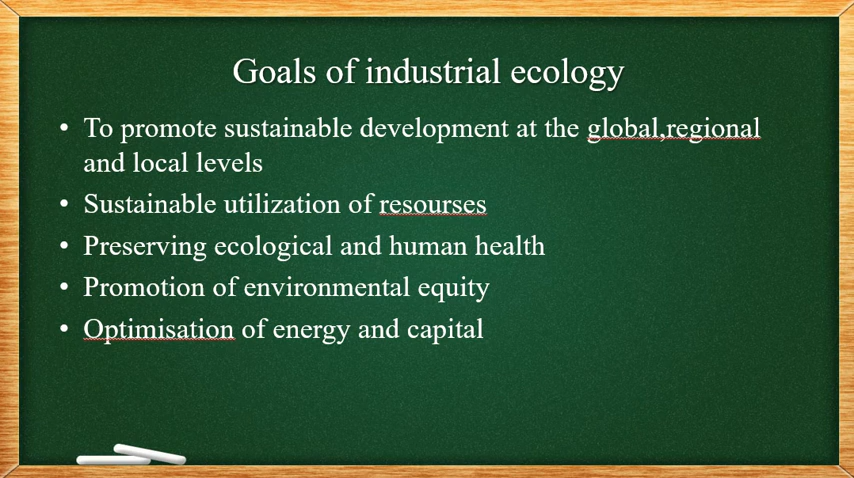 Goals of industrial ecology
• To promote sustainable development at the global,regional
and local levels
• Sustainable utilization of resourses
• Preserving ecological and human health
• Promotion of environmental equity
• Optimisation of energy and capital